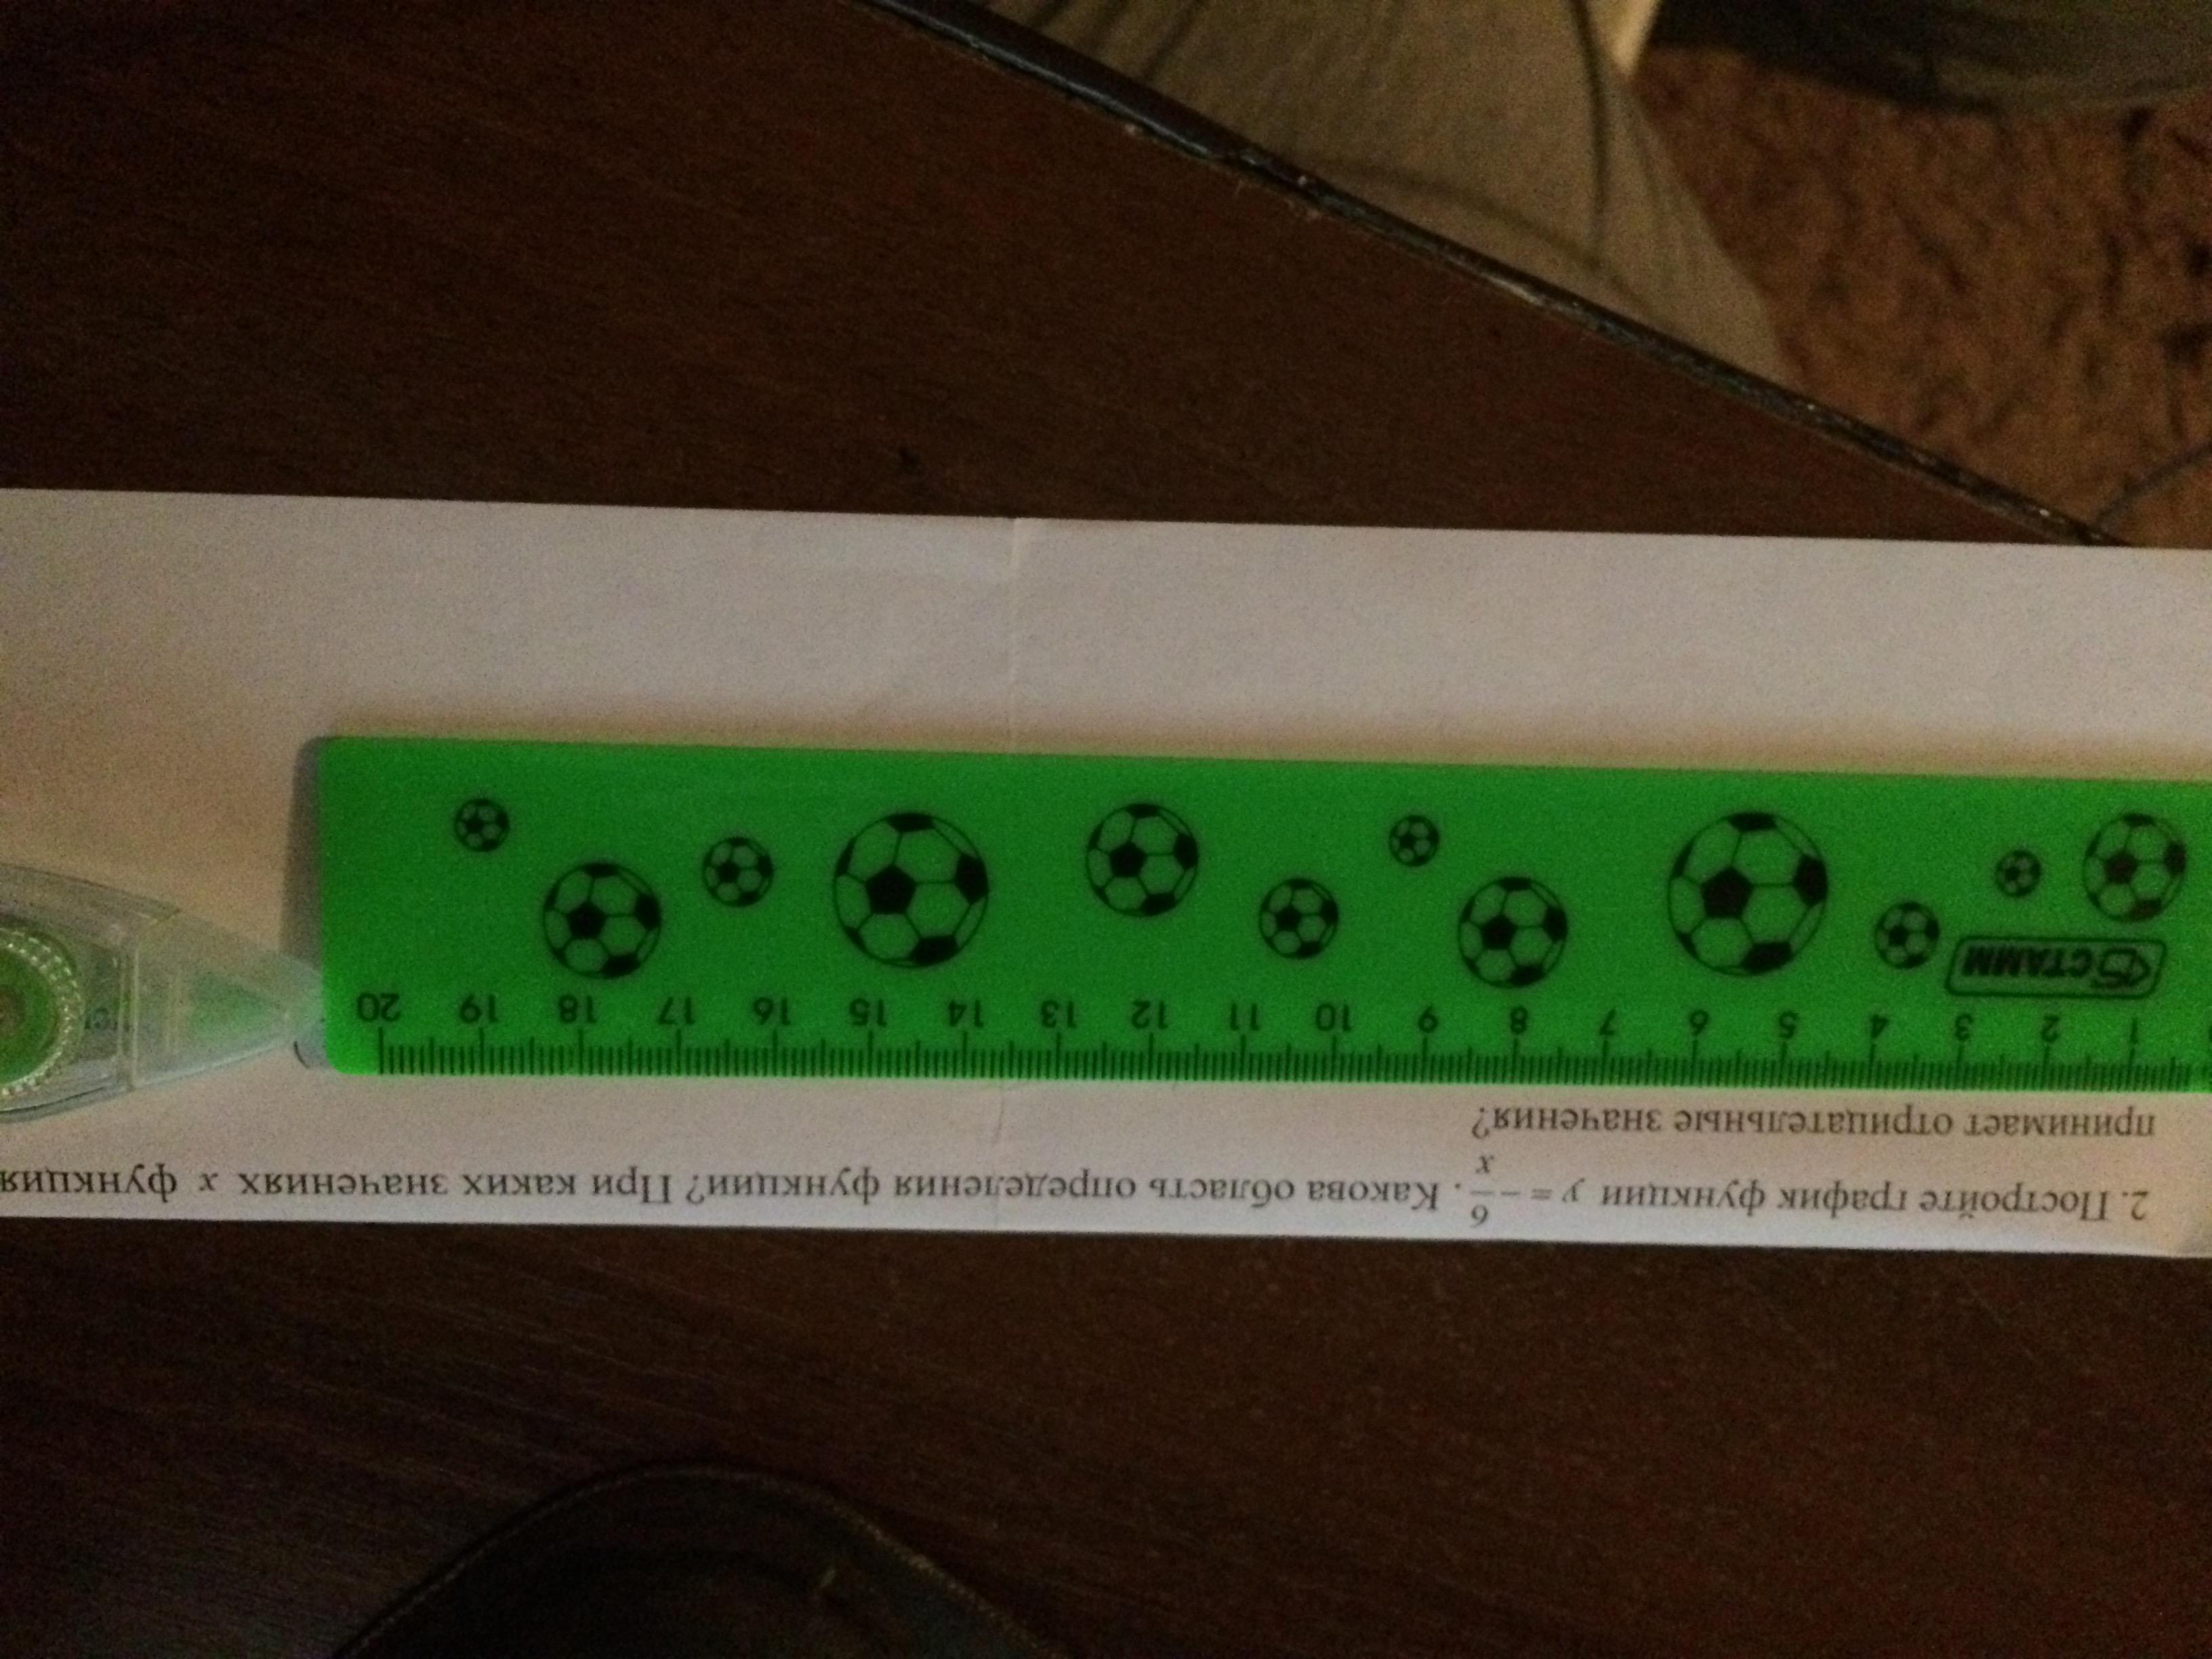 2. Постройте график функции y = −6/x. Какова область определения функции? При каких значениях x функция
принимает отрицательные значения?
1 2 3 4 5 6 7 8 9 10 11 12 13 14 15 16 17 18 19 20
СТАММ